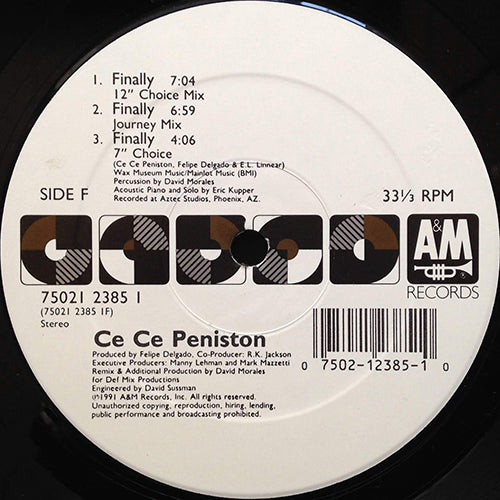 1. Finally 7:04
12" Choice Mix
2. Finally 6:59
Journey Mix
3. Finally 4:06
7" Choice
(Ce Ce Peniston, Felipe Delgado & E.L. Linnear)
Wax Museum Music/Mainlot Music (BMI)
Percussion by David Morales
Acoustic Piano and Solo by Eric Kupper
Recorded at Aztec Studios, Phoenix, AZ.
SIDE F
33⅓ RPM
A&M
RECORDS
75021 2385 1
(75021 2385 1F)
Stereo
Ce Ce Peniston
Produced by Felipe Delgado, Co-Producer: R.K. Jackson
Executive Producers: Manny Lehman and Mark Mazzetti
Remix & Additional Production by David Morales
for Def Mix Productions
Engineered by David Sussman
℗©1991 A&M Records, Inc. All rights reserved.
Unauthorized copying, reproduction, hiring, lending,
public performance and broadcasting prohibited.
0 7502-12385-1 0